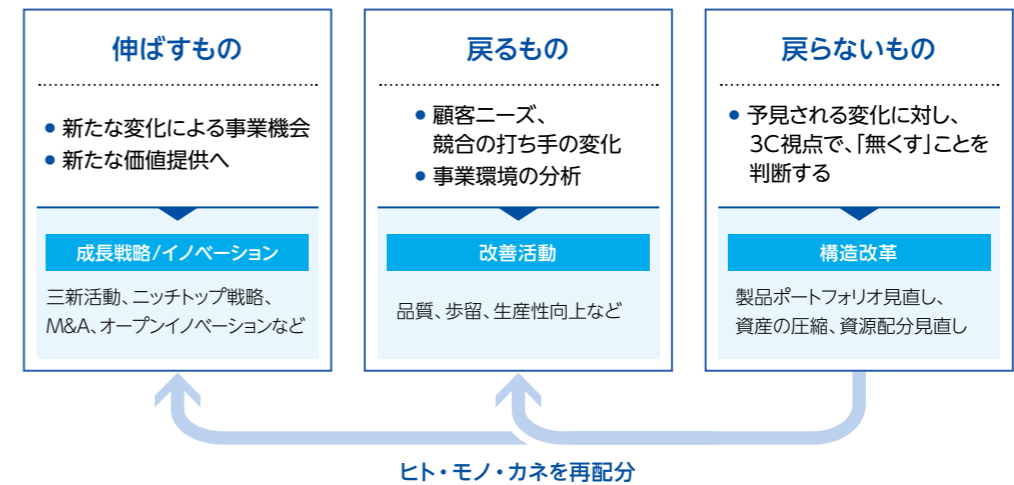 伸ばすもの
● 新たな変化による事業機会
● 新たな価値提供へ
成長戦略/イノベーション
三新活動、ニッチトップ戦略、
M&A、オープンイノベーションなど
戻るもの
● 顧客ニーズ、
競合の打ち手の変化
● 事業環境の分析
改善活動
品質、歩留、生産性向上など
戻らないもの
● 予見される変化に対し、
3C視点で、「無くす」ことを
判断する
構造改革
製品ポートフォリオ見直し、
資産の圧縮、資源配分見直し
ヒト・モノ・カネを再配分